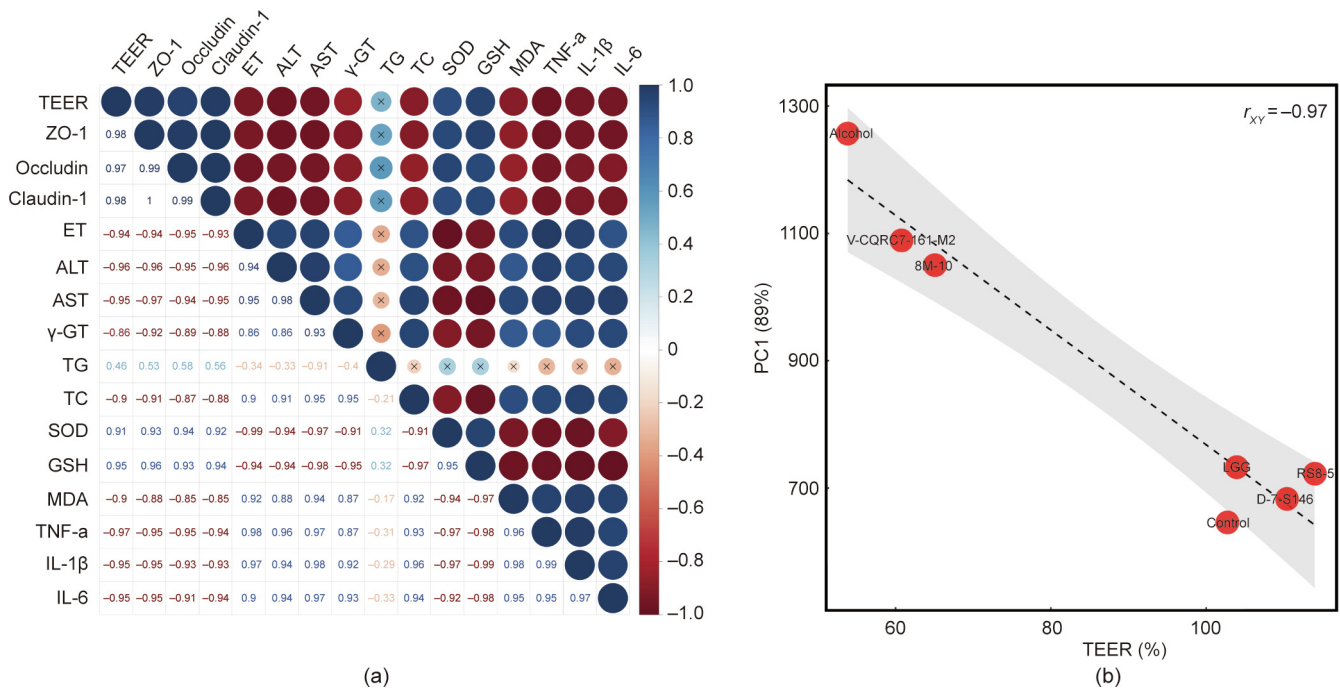 TEER ZO-1 Occludin Claudin-1 ET ALT AST γ-GT TG TC SOD GSH MDA TNF-a IL-1β IL-6
TEER
ZO-1 0.98
Occludin 0.97 0.99
Claudin-1 0.98 1 0.99
ET −0.94 −0.94 −0.95 −0.93
ALT −0.96 −0.96 −0.95 −0.96 0.94
AST −0.95 −0.97 −0.94 −0.95 0.95 0.98
γ-GT −0.86 −0.92 −0.89 −0.88 0.86 0.86 0.93
TG 0.46 0.53 0.58 0.56 −0.34 −0.33 −0.91 −0.4
TC −0.9 −0.91 −0.87 −0.88 0.9 0.91 0.95 0.95 −0.21
SOD 0.91 0.93 0.94 0.92 −0.99 −0.94 −0.97 −0.91 0.32 −0.91
GSH 0.95 0.96 0.93 0.94 −0.94 −0.94 −0.98 −0.95 0.32 −0.97 0.95
MDA −0.9 −0.88 −0.85 −0.85 0.92 0.88 0.94 0.87 −0.17 0.92 −0.94 −0.97
TNF-a −0.97 −0.95 −0.95 −0.94 0.98 0.96 0.97 0.87 −0.31 0.93 −0.97 −0.98 0.96
IL-1β −0.95 −0.95 −0.93 −0.93 0.97 0.94 0.98 0.92 −0.29 0.96 −0.97 −0.99 0.98 0.99
IL-6 −0.95 −0.95 −0.91 −0.94 0.9 0.94 0.97 0.93 −0.33 0.94 −0.92 −0.98 0.95 0.95 0.97
1.0
0.8
0.6
0.4
0.2
0
−0.2
−0.4
−0.6
−0.8
−1.0
(a)
r_XY = −0.97
1300
1100
900
700
PC1 (89%)
Alcohol
V-CQRC7-161-M2
8M-10
LGG
RS8-5
D-7-S146
Control
60 80 100
TEER (%)
(b)